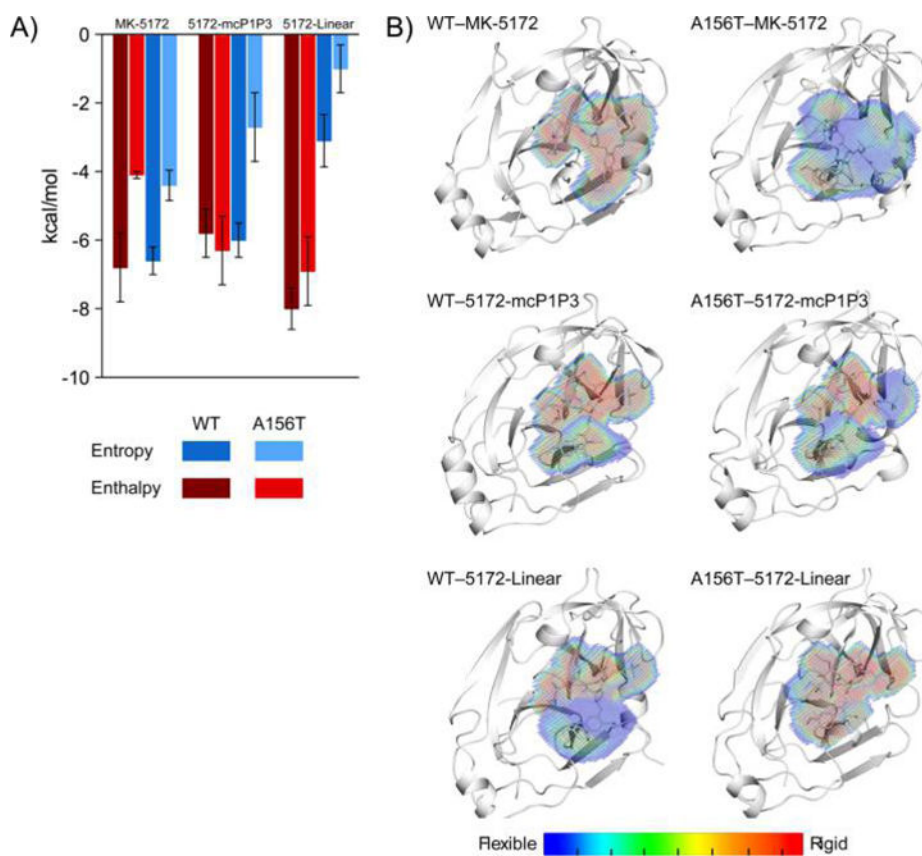 A)
MK-5172 5172-mcP1P3 5172-Linear
0
-2
-4
-6
-8
-10
kcal/mol
WT A156T
Entropy
Enthalpy
B)
WT–MK-5172 A156T–MK-5172
WT–5172-mcP1P3 A156T–5172-mcP1P3
WT–5172-Linear A156T–5172-Linear
Flexible Rigid